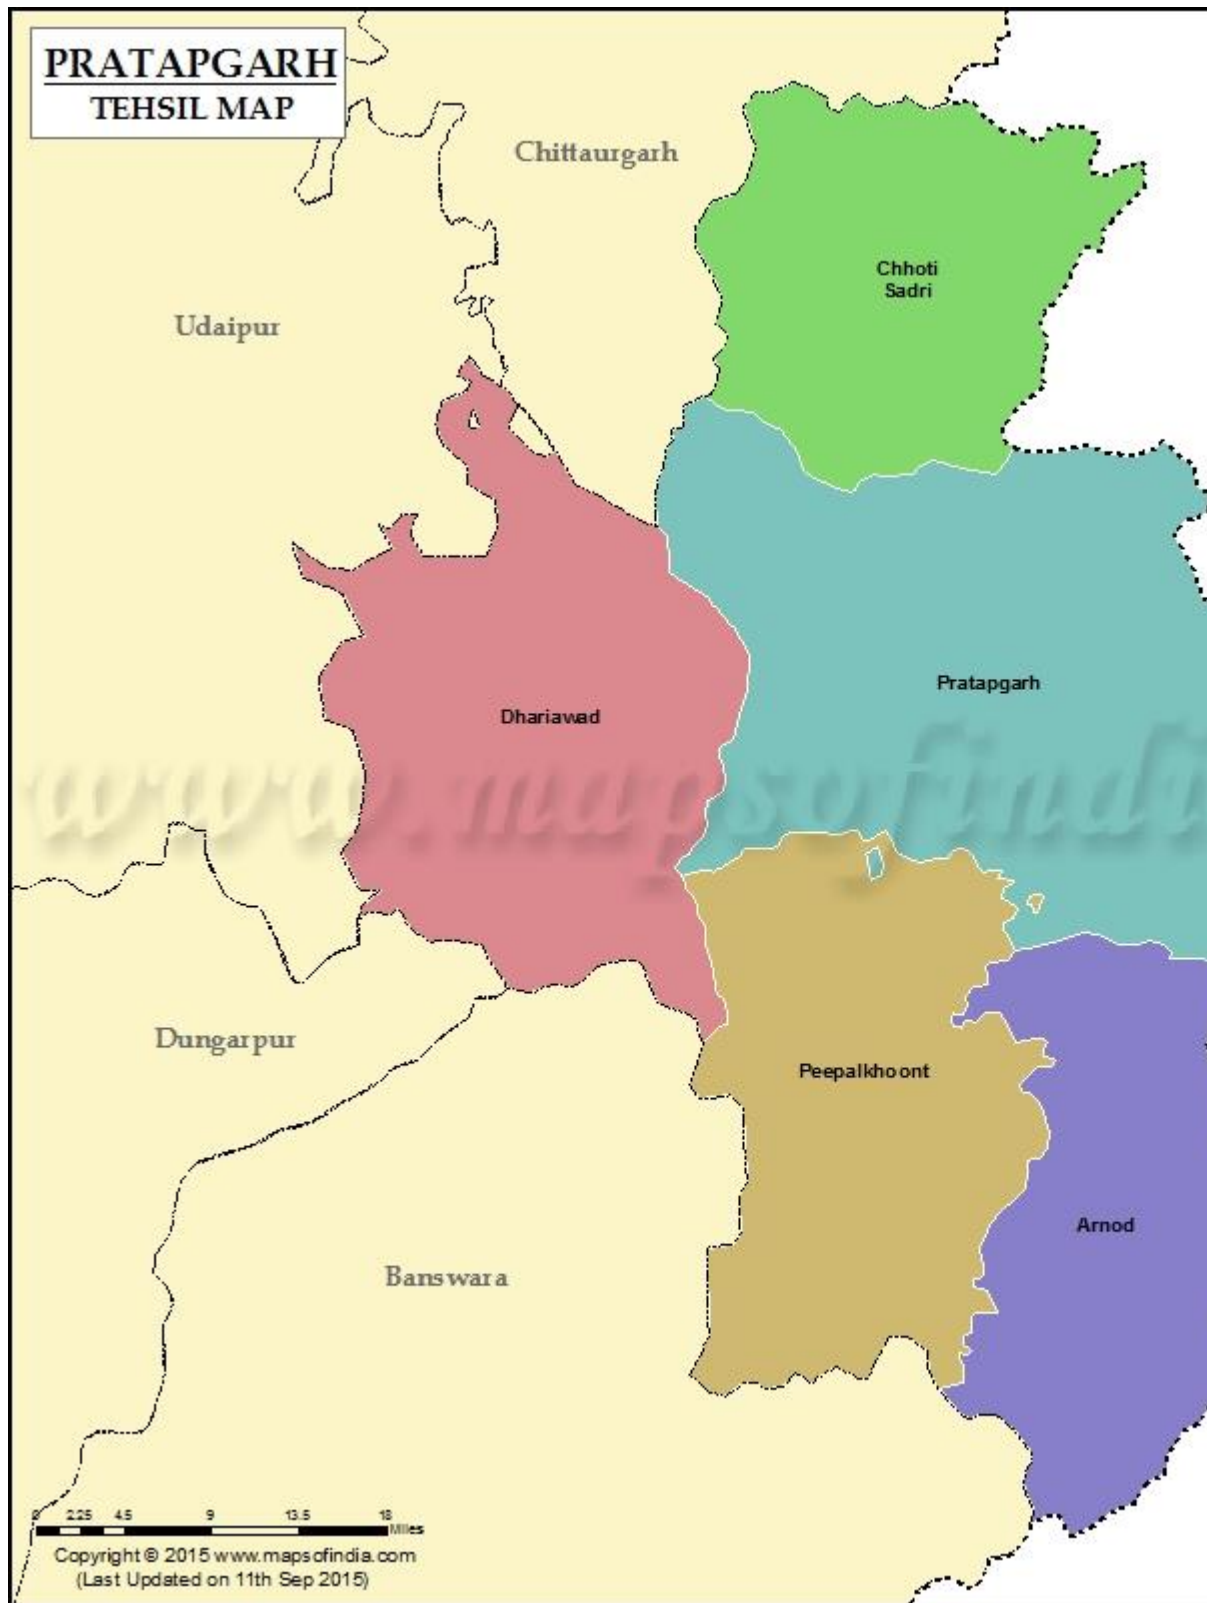 PRATAPGARH
TEHSIL MAP
Chittaurgarh
Chhoti
Sadri
Udaipur
Pratapgarh
Dhariawad
www.mapsofindi
Dungarpur
Peepalkhoont
Arnod
Banswara
0 2.25 4.5 9 13.5 18
Miles
Copyright © 2015 www.mapsofindia.com
(Last Updated on 11th Sep 2015)